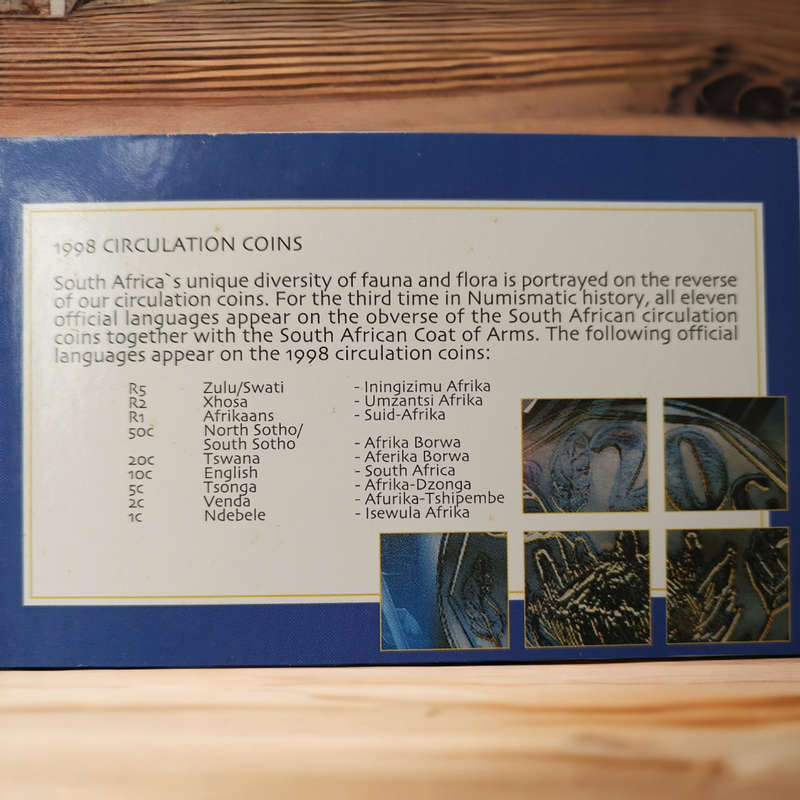 1998 CIRCULATION COINS
South Africa`s unique diversity of fauna and flora is portrayed on the reverse
of our circulation coins. For the third time in Numismatic history, all eleven
official languages appear on the obverse of the South African circulation
coins together with the South African Coat of Arms. The following official
languages appear on the 1998 circulation coins:
R5 Zulu/Swati - Iningizimu Afrika
R2 Xhosa - Umzantsi Afrika
R1 Afrikaans - Suid-Afrika
50c North Sotho/
South Sotho - Afrika Borwa
20c Tswana - Aferika Borwa
10c English - South Africa
5c Tsonga - Afrika-Dzonga
2c Venda - Afurika-Tshipembe
1c Ndebele - Isewula Afrika
20c